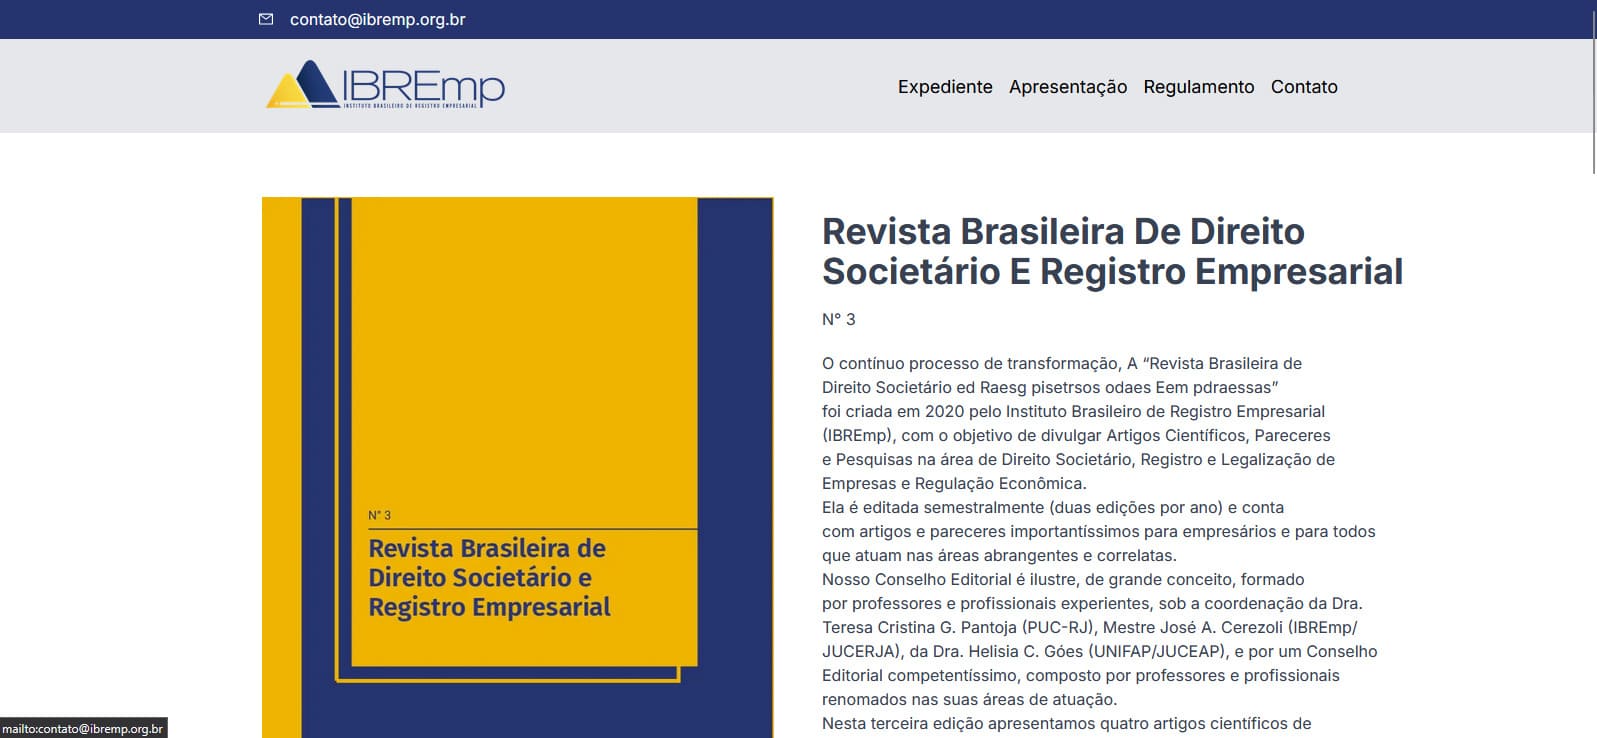 contato@ibremp.org.br
IBREmp
INSTITUTO BRASILEIRO DE REGISTRO EMPRESARIAL
Expediente Apresentação Regulamento Contato
N° 3
Revista Brasileira de
Direito Societário e
Registro Empresarial
Revista Brasileira De Direito
Societário E Registro Empresarial
N° 3
O contínuo processo de transformação, A “Revista Brasileira de
Direito Societário ed Raesg pisetrsos odaes Eem pdraessas”
foi criada em 2020 pelo Instituto Brasileiro de Registro Empresarial
(IBREmp), com o objetivo de divulgar Artigos Científicos, Pareceres
e Pesquisas na área de Direito Societário, Registro e Legalização de
Empresas e Regulação Econômica.
Ela é editada semestralmente (duas edições por ano) e conta
com artigos e pareceres importantíssimos para empresários e para todos
que atuam nas áreas abrangentes e correlatas.
Nosso Conselho Editorial é ilustre, de grande conceito, formado
por professores e profissionais experientes, sob a coordenação da Dra.
Teresa Cristina G. Pantoja (PUC-RJ), Mestre José A. Cerezoli (IBREmp/
JUCERJA), da Dra. Helisia C. Góes (UNIFAP/JUCEAP), e por um Conselho
Editorial competentíssimo, composto por professores e profissionais
renomados nas suas áreas de atuação.
Nesta terceira edição apresentamos quatro artigos científicos de
mailto:contato@ibremp.org.br